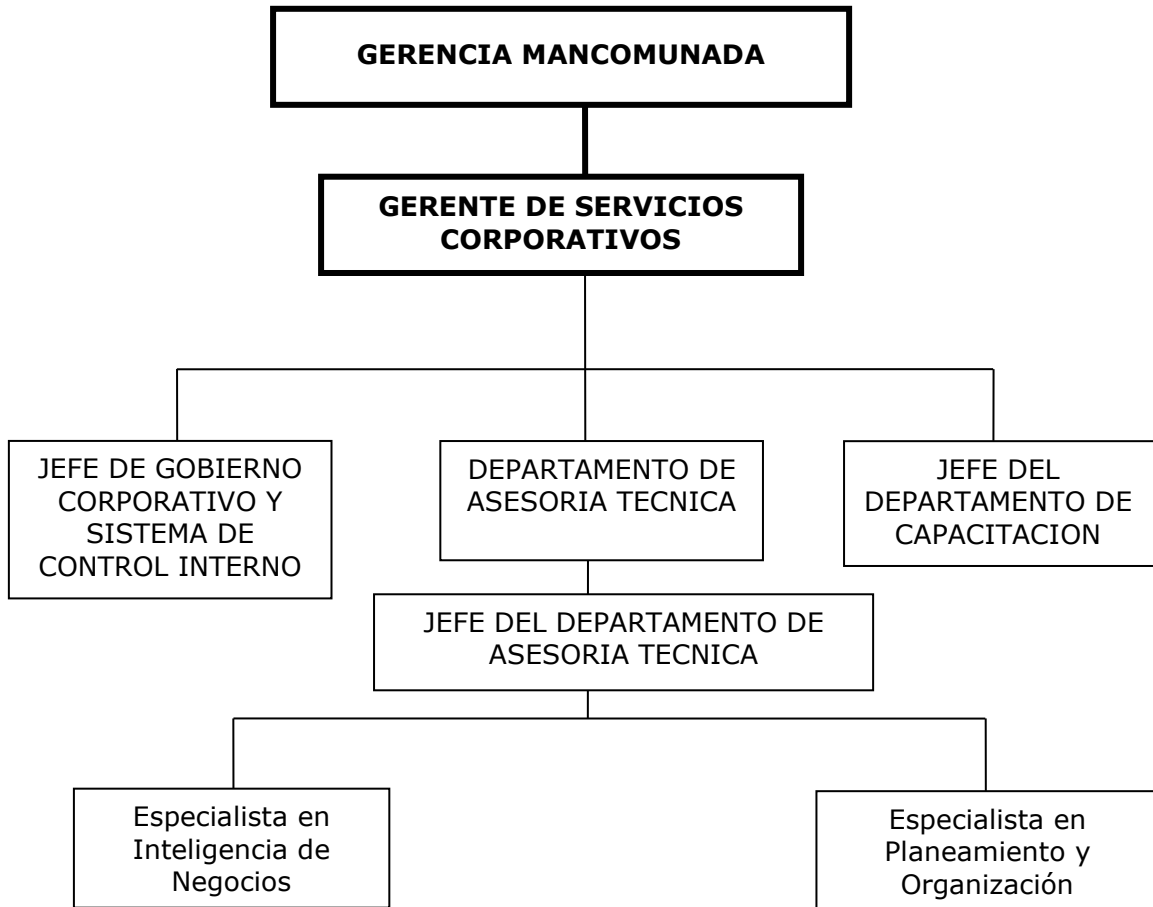 GERENCIA MANCOMUNADA
GERENTE DE SERVICIOS
CORPORATIVOS
JEFE DE GOBIERNO
CORPORATIVO Y
SISTEMA DE
CONTROL INTERNO
DEPARTAMENTO DE
ASESORIA TECNICA
JEFE DEL
DEPARTAMENTO DE
CAPACITACION
JEFE DEL DEPARTAMENTO DE
ASESORIA TECNICA
Especialista en
Inteligencia de
Negocios
Especialista en
Planeamiento y
Organización